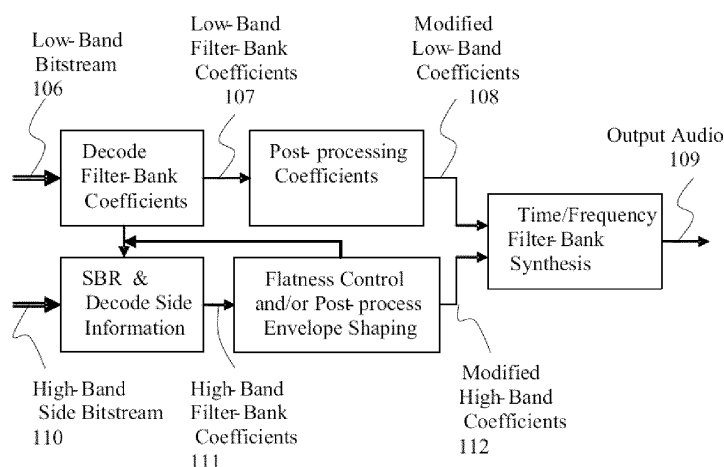 Low-Band
Bitstream
106
Low-Band
Filter-Bank
Coefficients
107
Modified
Low-Band
Coefficients
108
Decode
Filter-Bank
Coefficients
Post-processing
Coefficients
Output Audio
109
Time/Frequency
Filter-Bank
Synthesis
SBR &
Decode Side
Information
Flatness Control
and/or Post-process
Envelope Shaping
High-Band
Side Bitstream
110
High-Band
Filter-Bank
Coefficients
111
Modified
High-Band
Coefficients
112